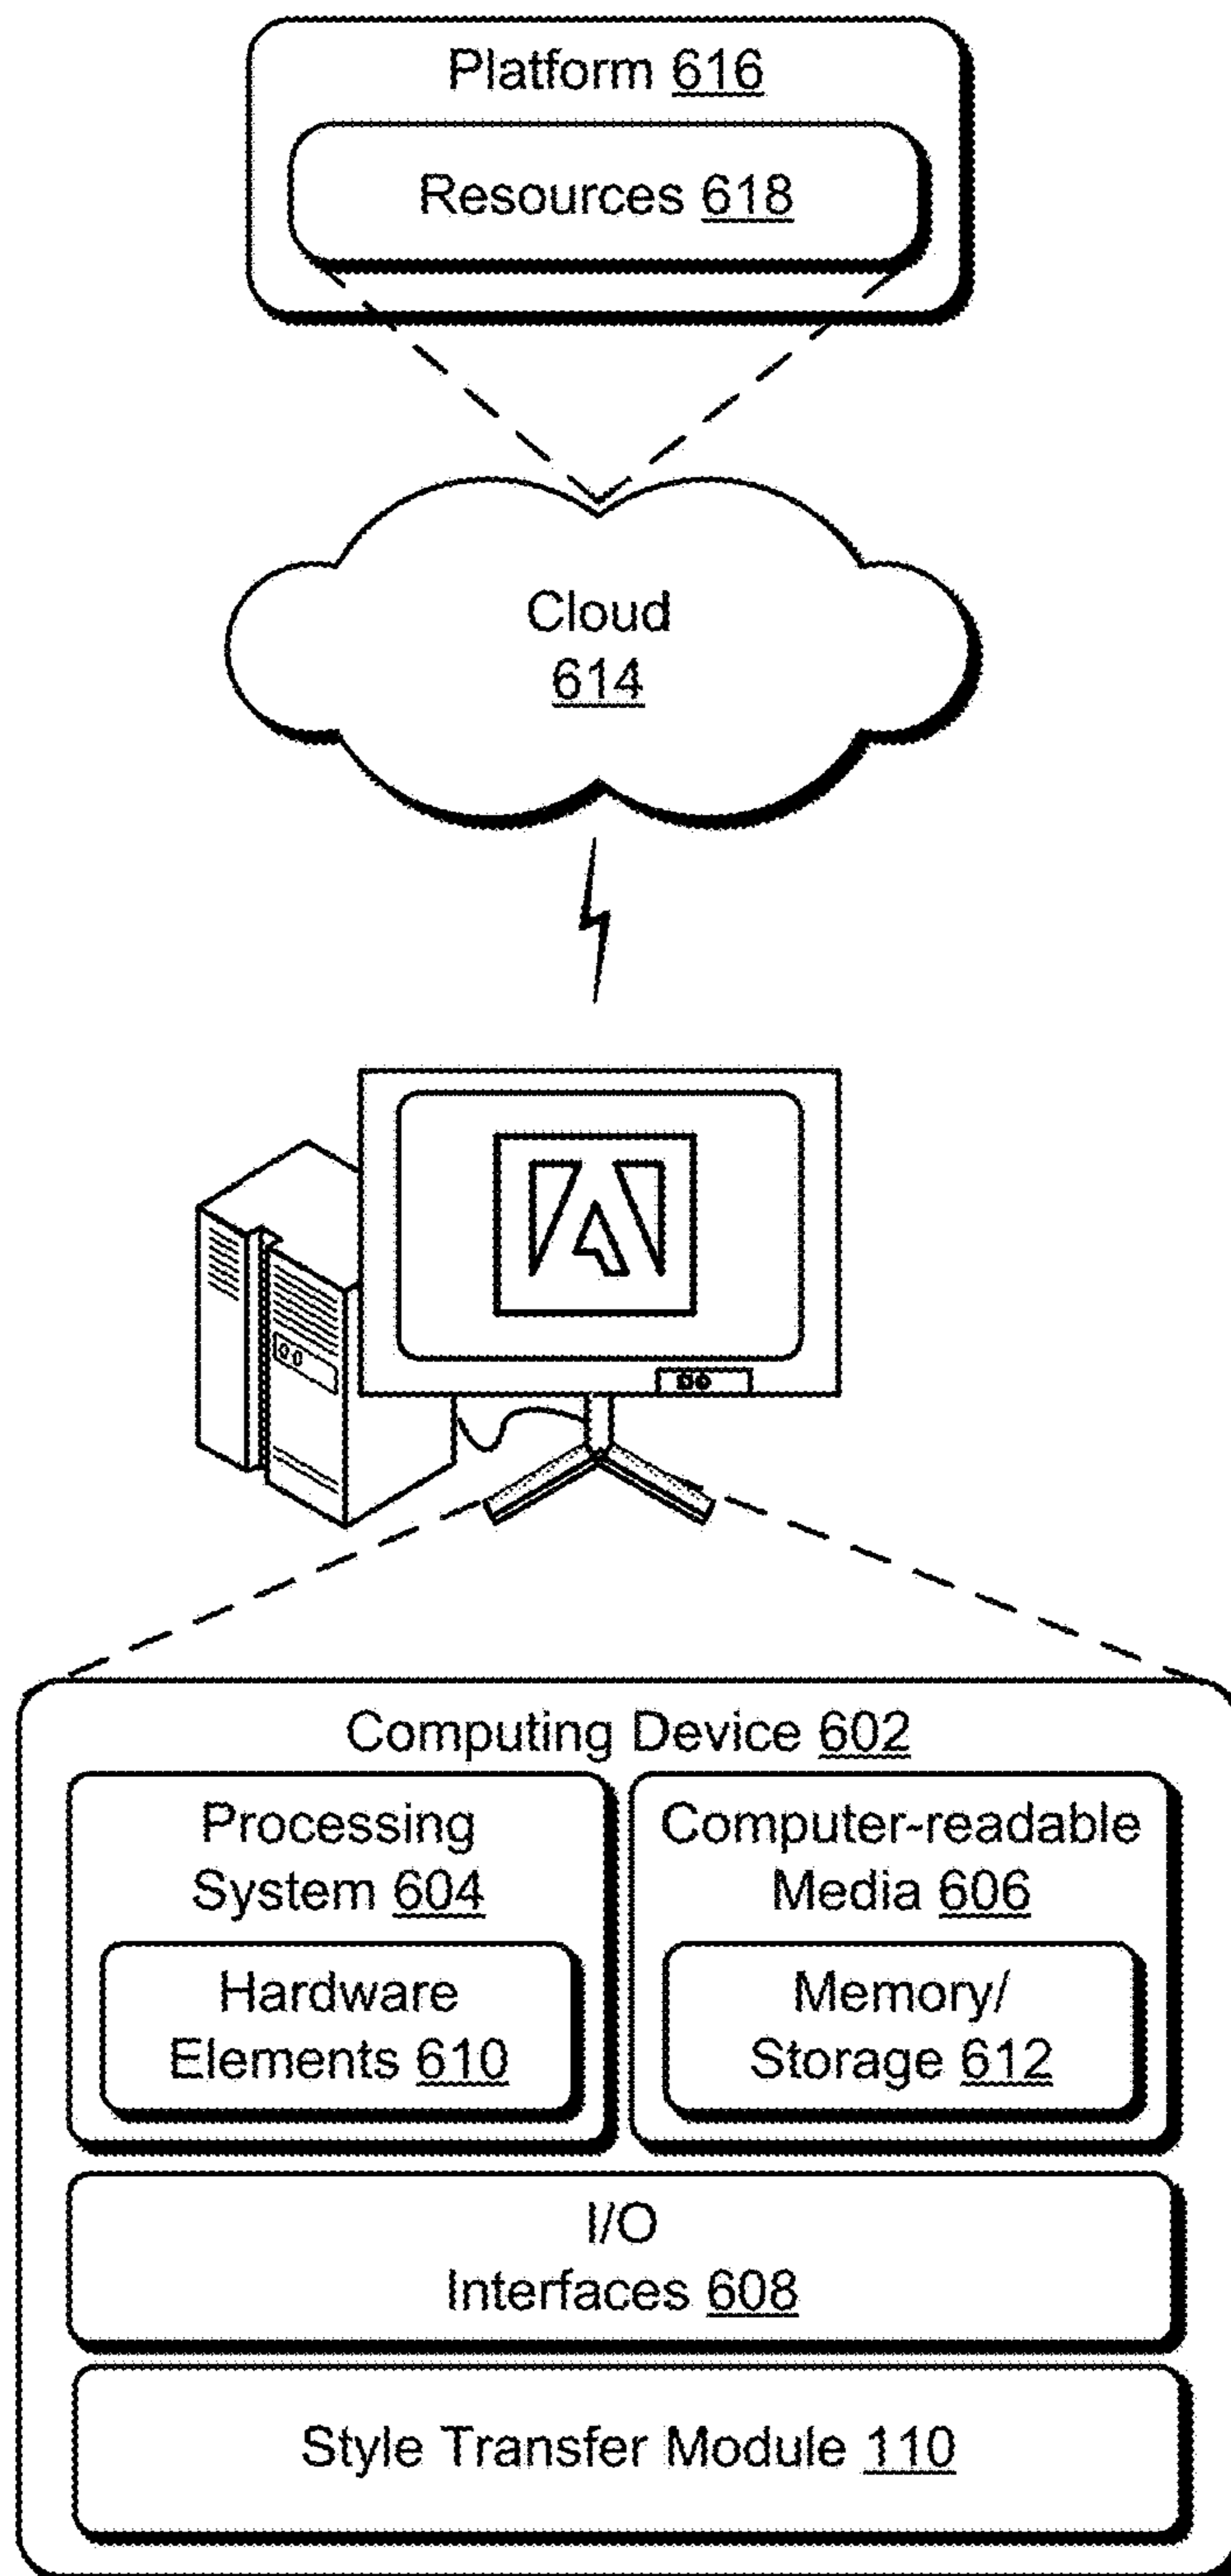 Platform 616
Resources 618
Cloud
614
Computing Device 602
Processing
System 604
Hardware
Elements 610
Computer-readable
Media 606
Memory/
Storage 612
I/O
Interfaces 608
Style Transfer Module 110